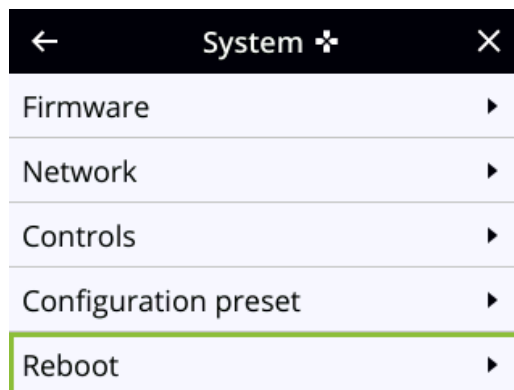 System
Firmware
Network
Controls
Configuration preset
Reboot